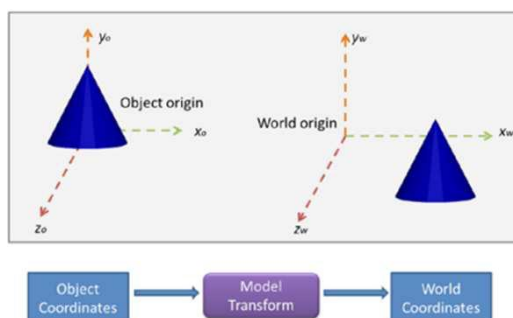 yo
yw
Object origin
World origin
xo
xw
zo
zw
Object
Coordinates
Model
Transform
World
Coordinates